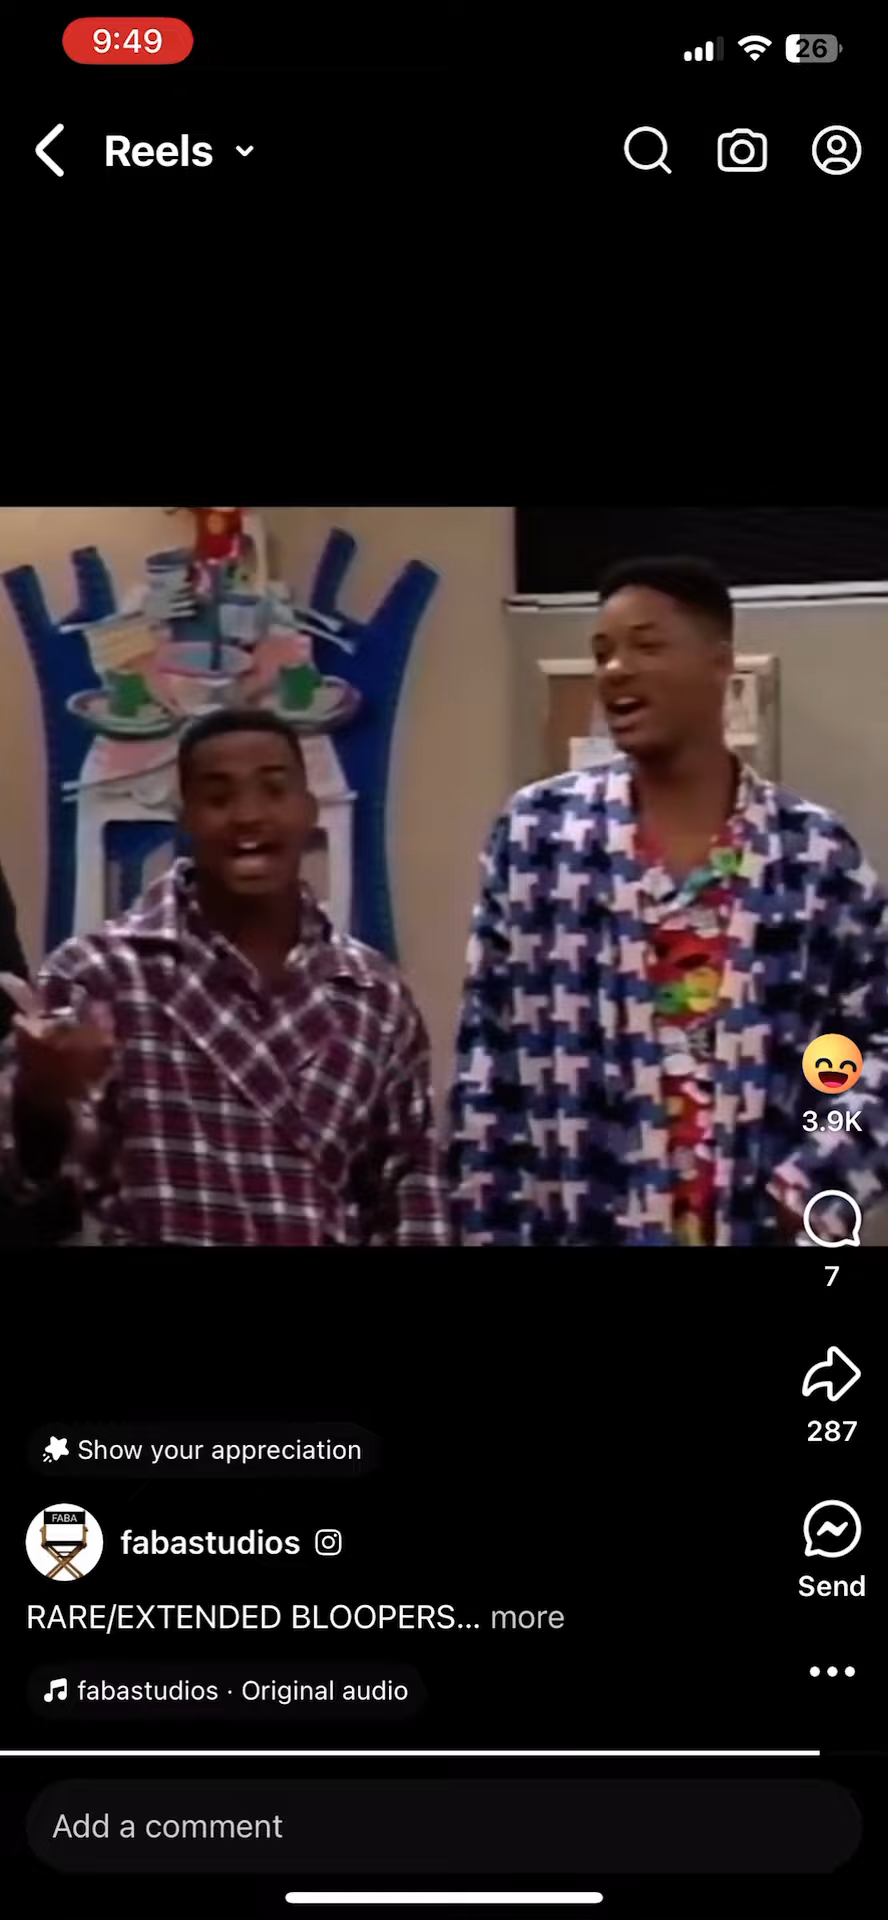 9:49
26
Reels
3.9K
7
287
Show your appreciation
FABA
fabastudios
Send
RARE/EXTENDED BLOOPERS... more
fabastudios · Original audio
Add a comment